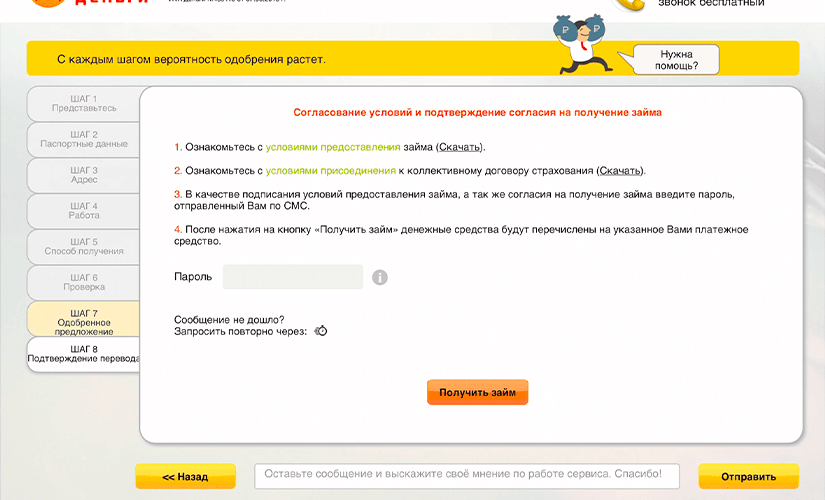 звонок бесплатный
С каждым шагом вероятность одобрения растет.
Нужна
помощь?
ШАГ 1
Представьтесь
ШАГ 2
Паспортные данные
ШАГ 3
Адрес
ШАГ 4
Работа
ШАГ 5
Способ получения
ШАГ 6
Проверка
ШАГ 7
Одобренное
предложение
ШАГ 8
Подтверждение перевода
Согласование условий и подтверждение согласия на получение займа
1. Ознакомьтесь с условиями предоставления займа (Скачать).
2. Ознакомьтесь с условиями присоединения к коллективному договору страхования (Скачать).
3. В качестве подписания условий предоставления займа, а так же согласия на получение займа введите пароль,
отправленный Вам по СМС.
4. После нажатия на кнопку «Получить займ» денежные средства будут перечислены на указанное Вами платежное
средство.
Пароль
Сообщение не дошло?
Запросить повторно через:
Получить займ
<< Назад
Оставьте сообщение и выскажите своё мнение по работе сервиса. Спасибо!
Отправить